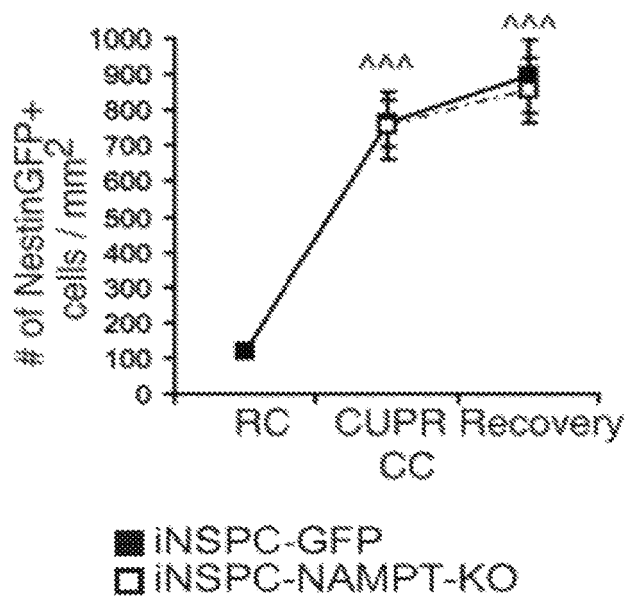 # of NestinGFP+
cells / mm2
1000
900
800
700
600
500
400
300
200
100
0
^^^
^^^
RC CUPR Recovery
CC
iNSPC-GFP
iNSPC-NAMPT-KO